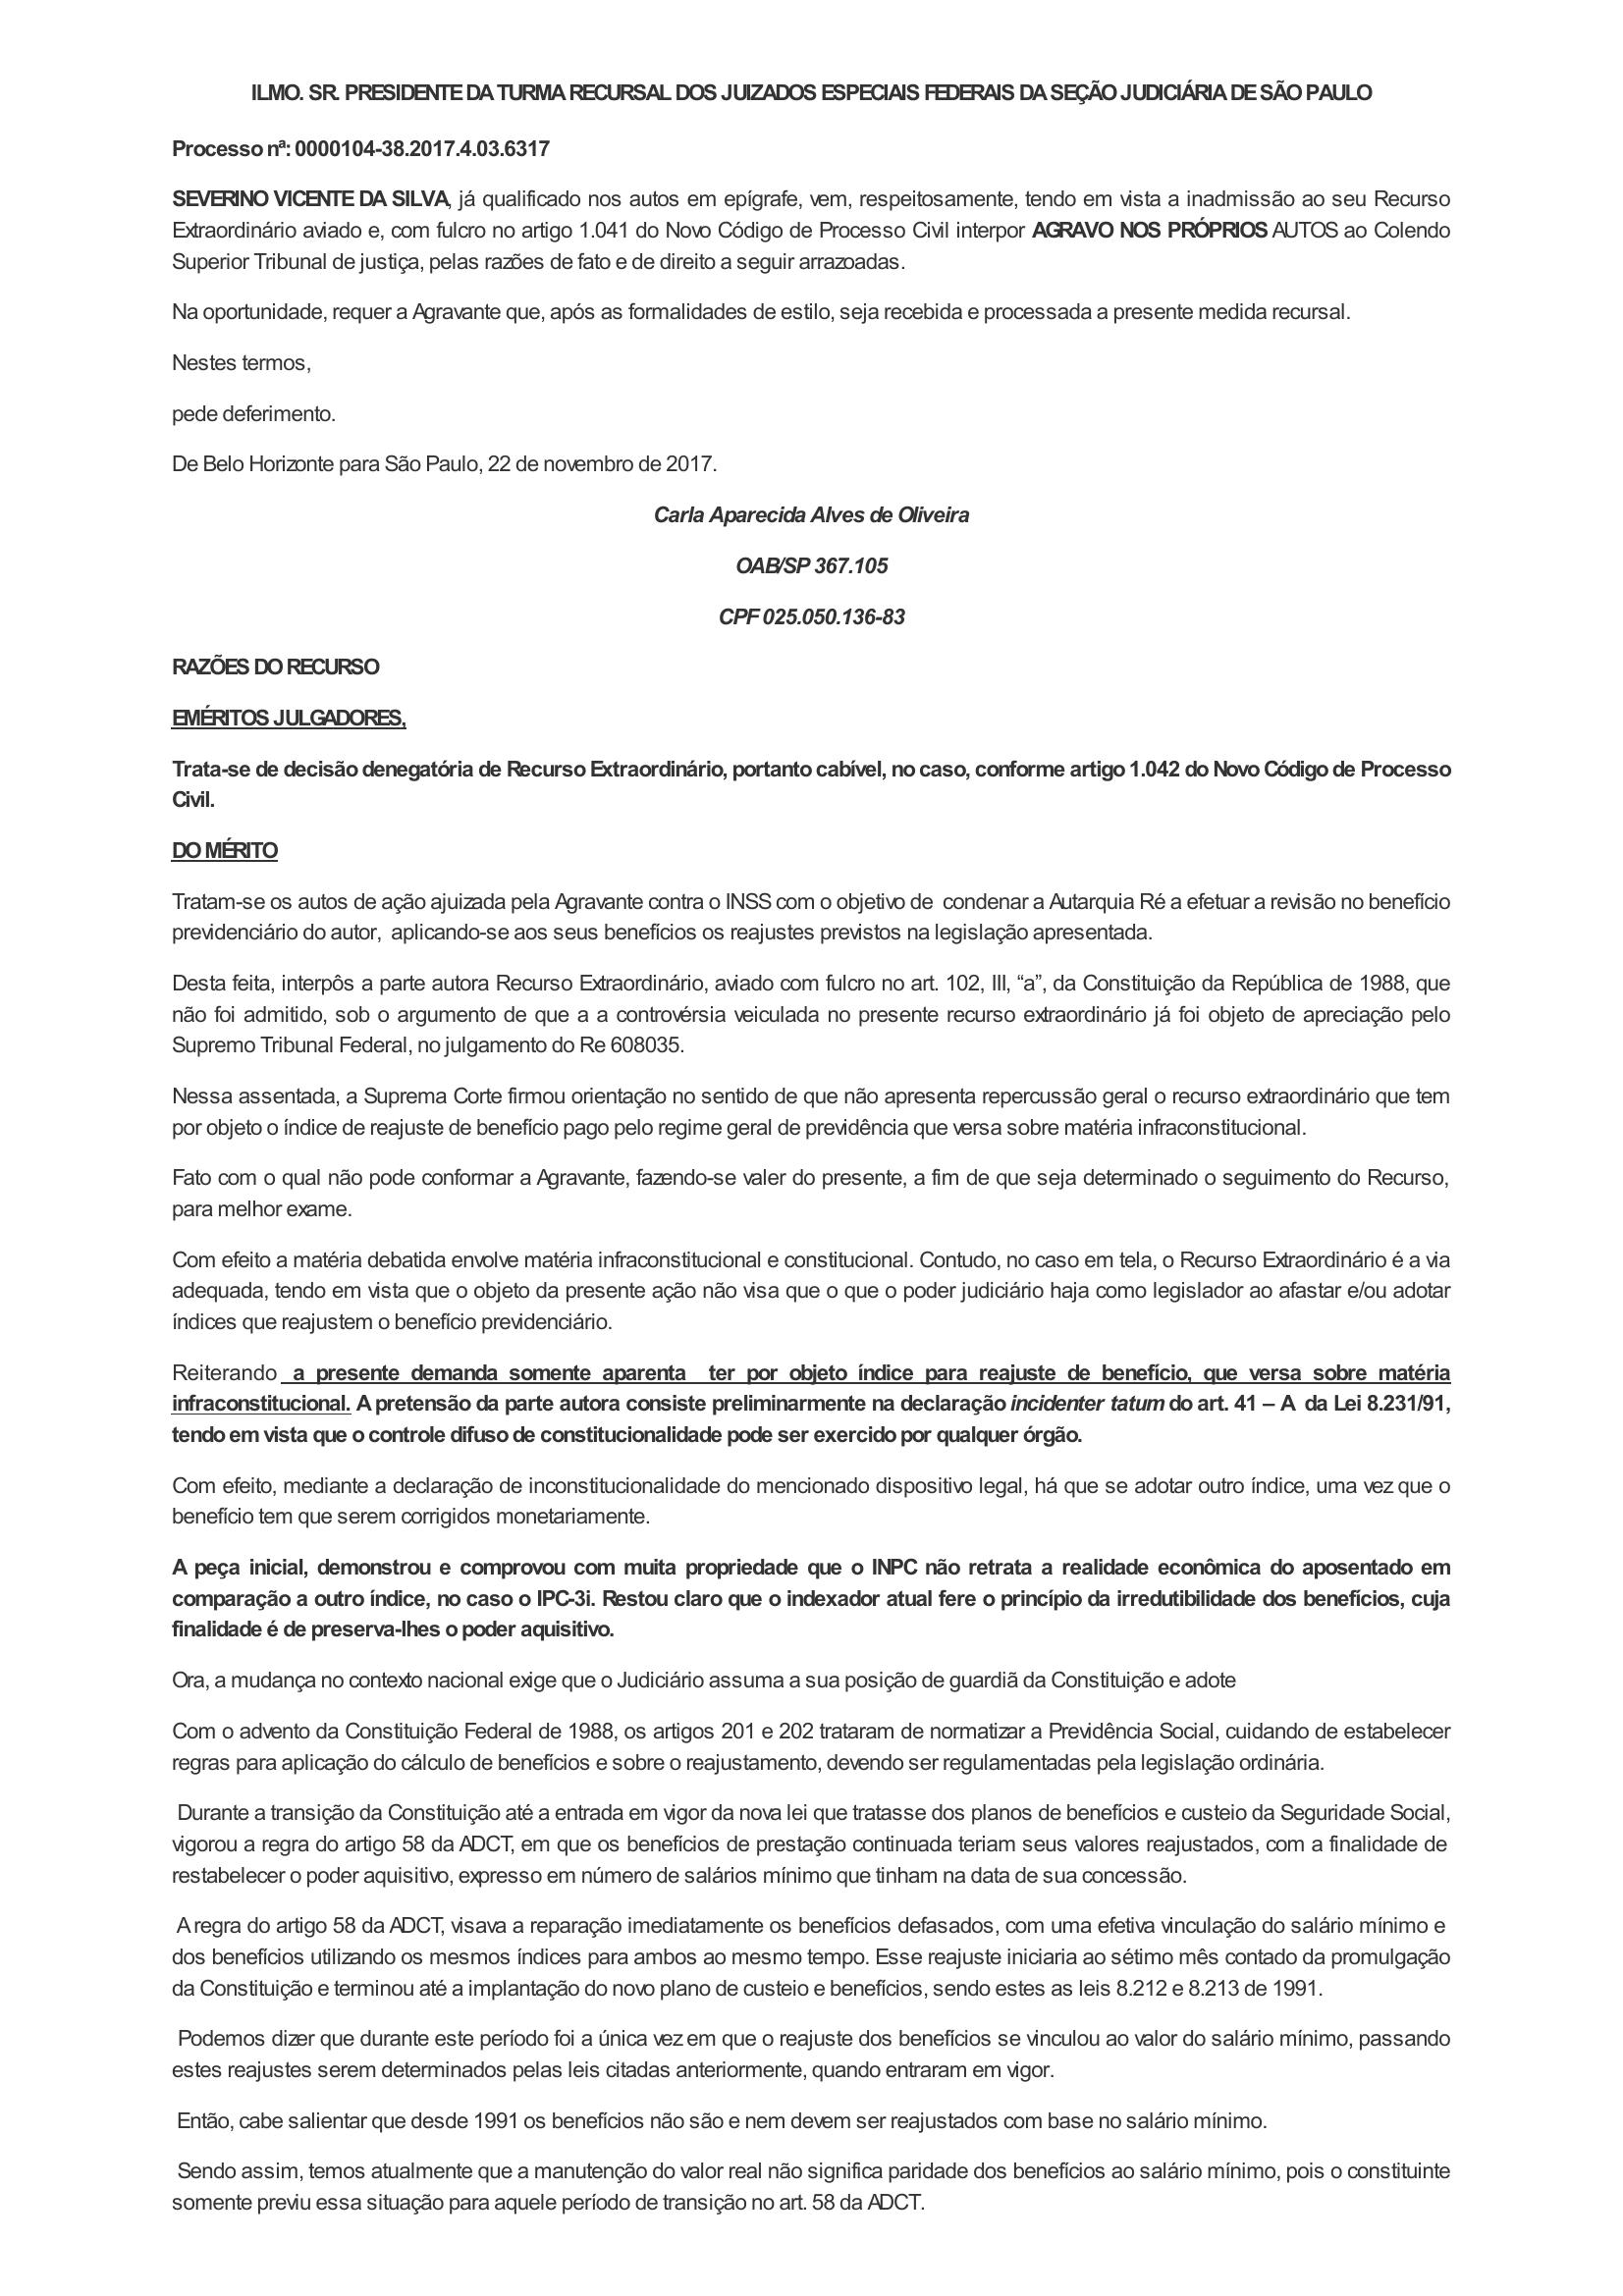 ILMO. SR. PRESIDENTE DA TURMA RECURSAL DOS JUIZADOS ESPECIAIS FEDERAIS DA SEÇÃO JUDICIÁRIA DE SÃO PAULO
Processo nª: 0000104-38.2017.4.03.6317
SEVERINO VICENTE DA SILVA, já qualificado nos autos em epígrafe, vem, respeitosamente, tendo em vista a inadmissão ao seu Recurso
Extraordinário aviado e, com fulcro no artigo 1.041 do Novo Código de Processo Civil interpor AGRAVO NOS PRÓPRIOS AUTOS ao Colendo
Superior Tribunal de justiça, pelas razões de fato e de direito a seguir arrazoadas.
Na oportunidade, requer a Agravante que, após as formalidades de estilo, seja recebida e processada a presente medida recursal.
Nestes termos,
pede deferimento.
De Belo Horizonte para São Paulo, 22 de novembro de 2017.
Carla Aparecida Alves de Oliveira
OAB/SP 367.105
CPF 025.050.136-83
RAZÕES DO RECURSO
EMÉRITOS JULGADORES,
Trata-se de decisão denegatória de Recurso Extraordinário, portanto cabível, no caso, conforme artigo 1.042 do Novo Código de Processo
Civil.
DO MÉRITO
Tratam-se os autos de ação ajuizada pela Agravante contra o INSS com o objetivo de  condenar a Autarquia Ré a efetuar a revisão no benefício
previdenciário do autor,  aplicando-se aos seus benefícios os reajustes previstos na legislação apresentada.
Desta feita, interpôs a parte autora Recurso Extraordinário, aviado com fulcro no art. 102, III, “a”, da Constituição da República de 1988, que
não foi admitido, sob o argumento de que a a controvérsia veiculada no presente recurso extraordinário já foi objeto de apreciação pelo
Supremo Tribunal Federal, no julgamento do Re 608035.
Nessa assentada, a Suprema Corte firmou orientação no sentido de que não apresenta repercussão geral o recurso extraordinário que tem
por objeto o índice de reajuste de benefício pago pelo regime geral de previdência que versa sobre matéria infraconstitucional.
Fato com o qual não pode conformar a Agravante, fazendo-se valer do presente, a fim de que seja determinado o seguimento do Recurso,
para melhor exame.
Com efeito a matéria debatida envolve matéria infraconstitucional e constitucional. Contudo, no caso em tela, o Recurso Extraordinário é a via
adequada, tendo em vista que o objeto da presente ação não visa que o que o poder judiciário haja como legislador ao afastar e/ou adotar
índices que reajustem o benefício previdenciário.
Reiterando a presente demanda somente aparenta  ter por objeto índice para reajuste de benefício, que versa sobre matéria
infraconstitucional. A pretensão da parte autora consiste preliminarmente na declaração incidenter tatum do art. 41 – A  da Lei 8.231/91,
tendo em vista que o controle difuso de constitucionalidade pode ser exercido por qualquer órgão.
Com efeito, mediante a declaração de inconstitucionalidade do mencionado dispositivo legal, há que se adotar outro índice, uma vez que o
benefício tem que serem corrigidos monetariamente.
A peça inicial, demonstrou e comprovou com muita propriedade que o INPC não retrata a realidade econômica do aposentado em
comparação a outro índice, no caso o IPC-3i. Restou claro que o indexador atual fere o princípio da irredutibilidade dos benefícios, cuja
finalidade é de preserva-lhes o poder aquisitivo.
Ora, a mudança no contexto nacional exige que o Judiciário assuma a sua posição de guardiã da Constituição e adote
Com o advento da Constituição Federal de 1988, os artigos 201 e 202 trataram de normatizar a Previdência Social, cuidando de estabelecer
regras para aplicação do cálculo de benefícios e sobre o reajustamento, devendo ser regulamentadas pela legislação ordinária.
Durante a transição da Constituição até a entrada em vigor da nova lei que tratasse dos planos de benefícios e custeio da Seguridade Social,
vigorou a regra do artigo 58 da ADCT, em que os benefícios de prestação continuada teriam seus valores reajustados, com a finalidade de
restabelecer o poder aquisitivo, expresso em número de salários mínimo que tinham na data de sua concessão.
A regra do artigo 58 da ADCT, visava a reparação imediatamente os benefícios defasados, com uma efetiva vinculação do salário mínimo e
dos benefícios utilizando os mesmos índices para ambos ao mesmo tempo. Esse reajuste iniciaria ao sétimo mês contado da promulgação
da Constituição e terminou até a implantação do novo plano de custeio e benefícios, sendo estes as leis 8.212 e 8.213 de 1991.
Podemos dizer que durante este período foi a única vez em que o reajuste dos benefícios se vinculou ao valor do salário mínimo, passando
estes reajustes serem determinados pelas leis citadas anteriormente, quando entraram em vigor.
Então, cabe salientar que desde 1991 os benefícios não são e nem devem ser reajustados com base no salário mínimo.
Sendo assim, temos atualmente que a manutenção do valor real não significa paridade dos benefícios ao salário mínimo, pois o constituinte
somente previu essa situação para aquele período de transição no art. 58 da ADCT.